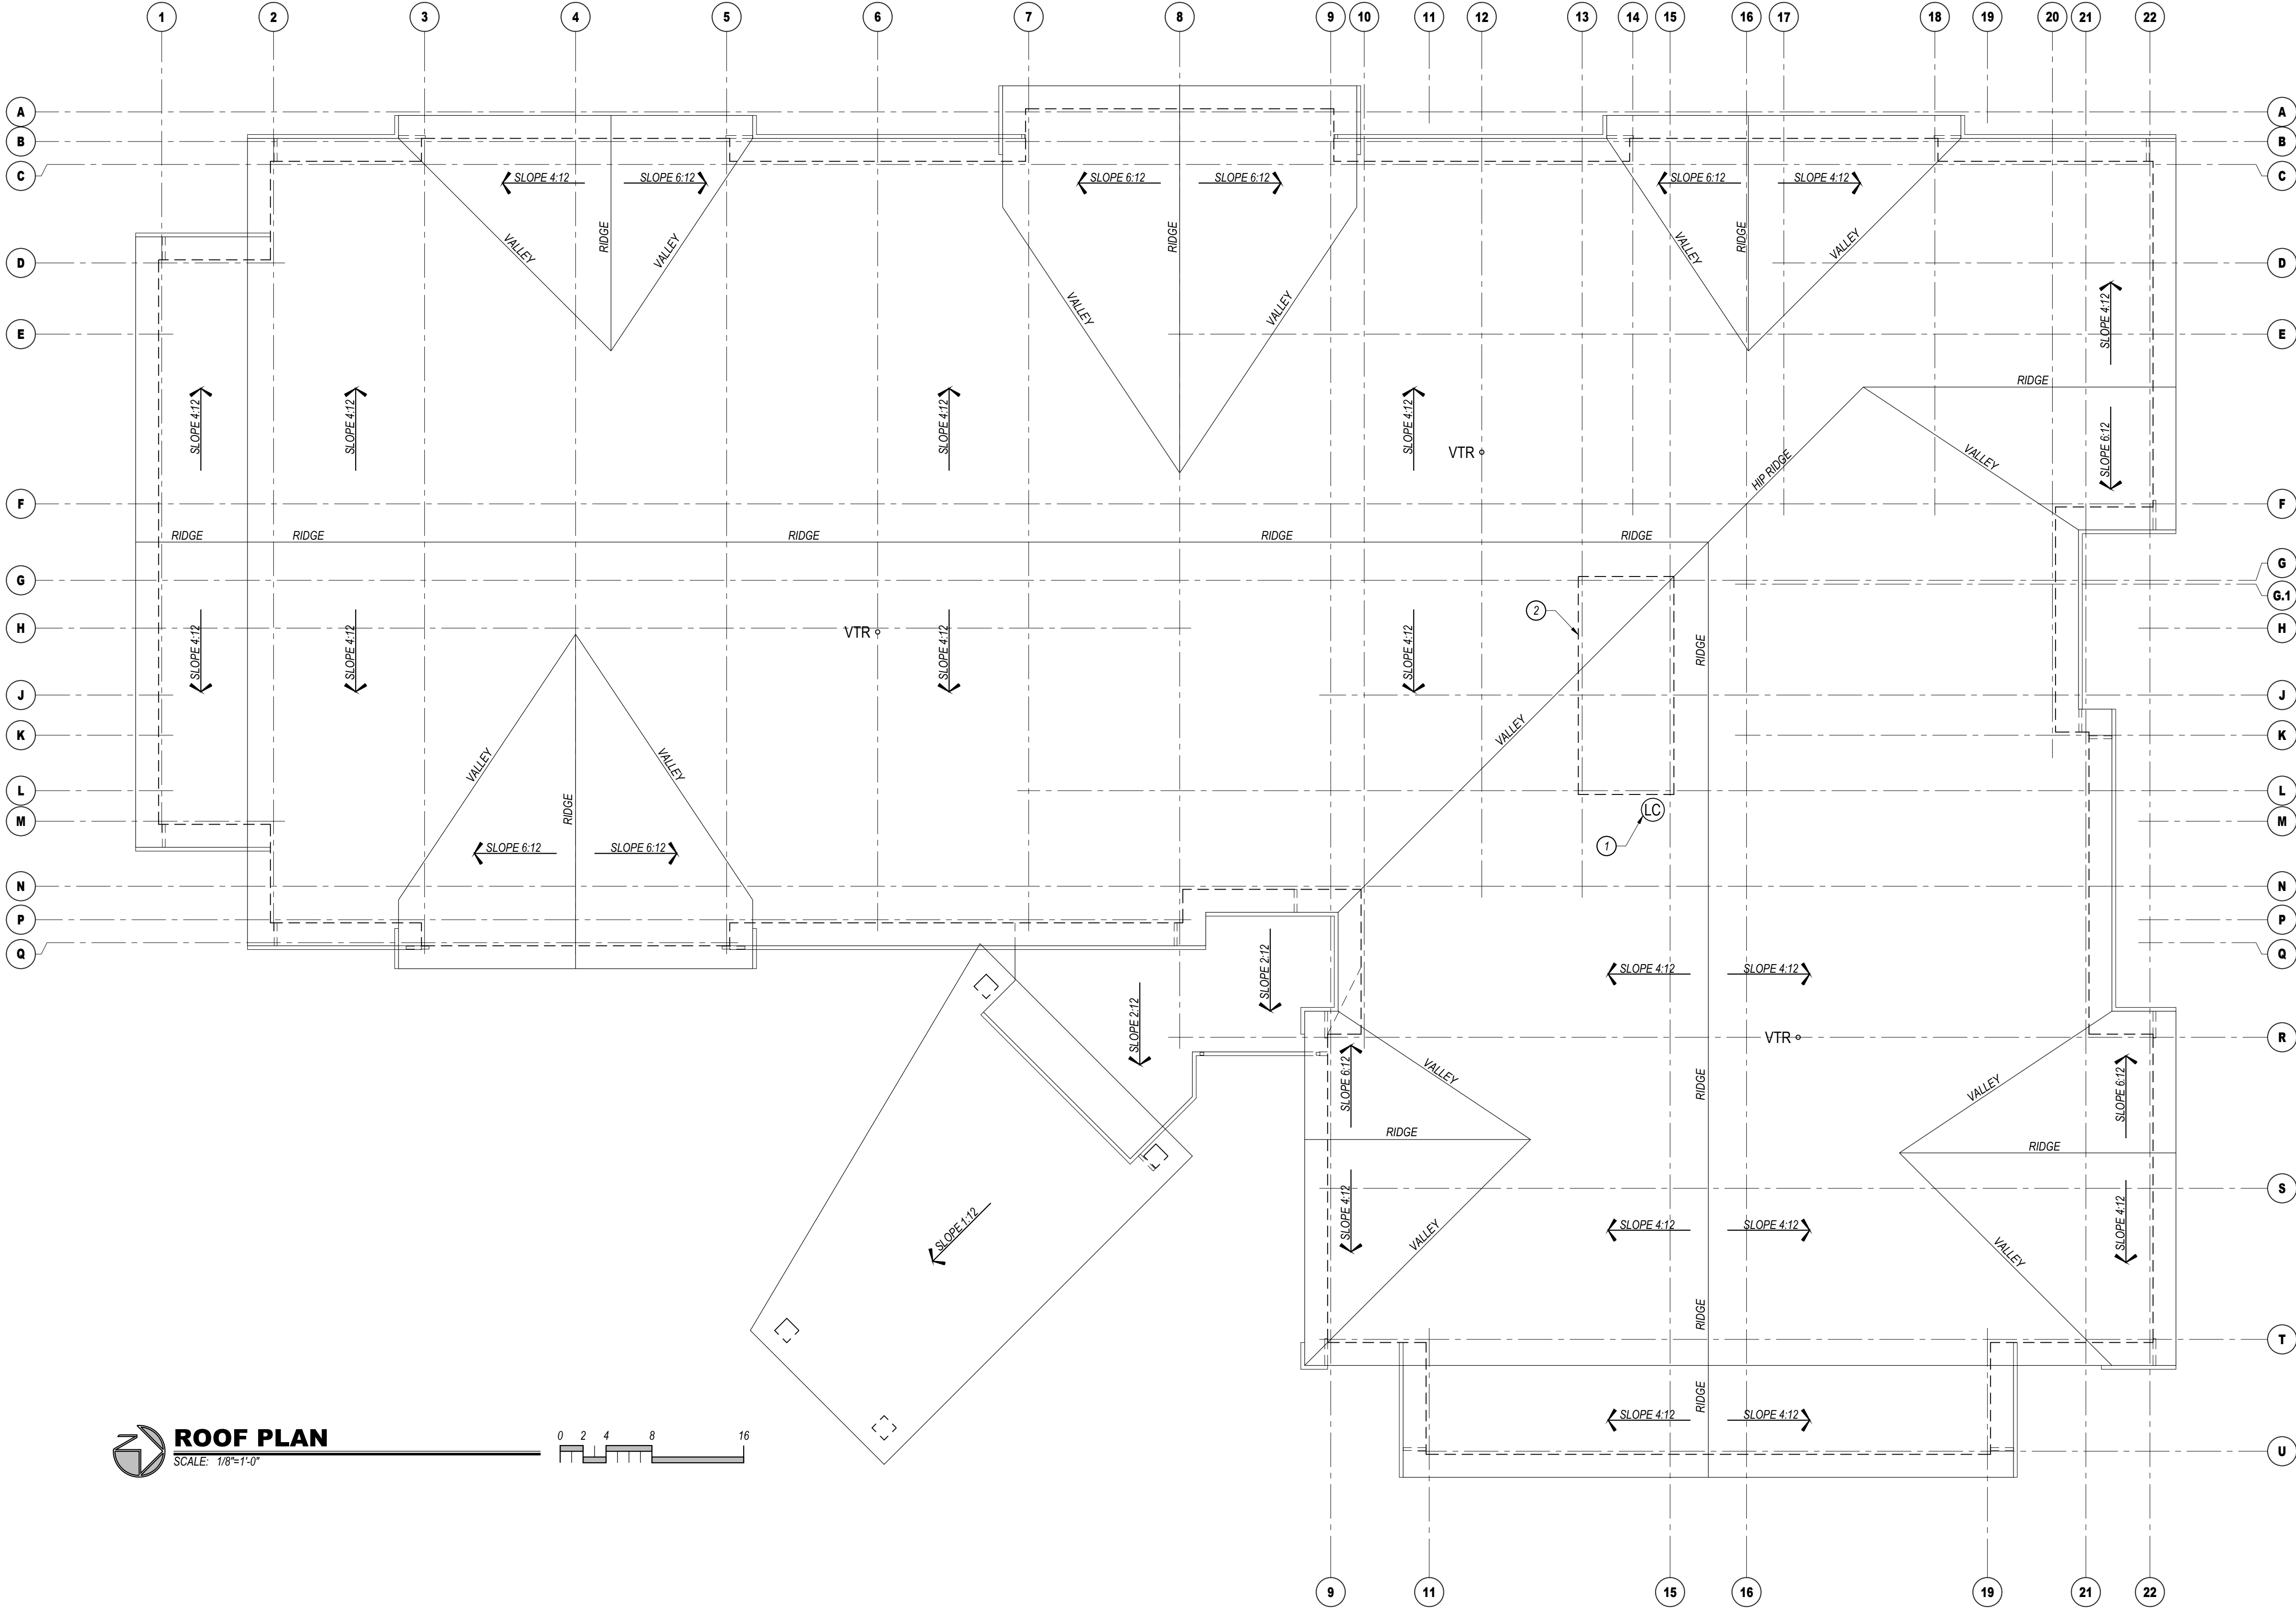 1 2 3 4 5 6 7 8 9 10 11 12 13 14 15 16 17 18 19 20 21 22
A A
B B
C C
SLOPE 4:12 SLOPE 6:12 SLOPE 6:12 SLOPE 6:12 SLOPE 6:12 SLOPE 4:12
VALLEY RIDGE VALLEY RIDGE VALLEY RIDGE VALLEY
D D
VALLEY VALLEY
SLOPE 4:12
E E
RIDGE
SLOPE 4:12 SLOPE 4:12 SLOPE 4:12 SLOPE 4:12 SLOPE 6:12
VTR HIP RIDGE VALLEY
F F
RIDGE RIDGE RIDGE RIDGE RIDGE
G G
G.1
2
H H
VTR
SLOPE 4:12 SLOPE 4:12 SLOPE 4:12 SLOPE 4:12 RIDGE
J J
K K
VALLEY VALLEY VALLEY
L L
RIDGE
LC
M M
1
SLOPE 6:12 SLOPE 6:12
N N
P P
Q Q
SLOPE 2:12 SLOPE 4:12 SLOPE 4:12
SLOPE 2:12
R
VTR
SLOPE 6:12 VALLEY RIDGE VALLEY SLOPE 6:12
RIDGE RIDGE
S
SLOPE 4:12 SLOPE 4:12
SLOPE 1:12 SLOPE 4:12 SLOPE 4:12
VALLEY VALLEY
RIDGE
T
RIDGE
SLOPE 4:12 SLOPE 4:12
U
N
ROOF PLAN
SCALE: 1/8"=1'-0"
0 2 4 8 16
9 11 15 16 19 21 22